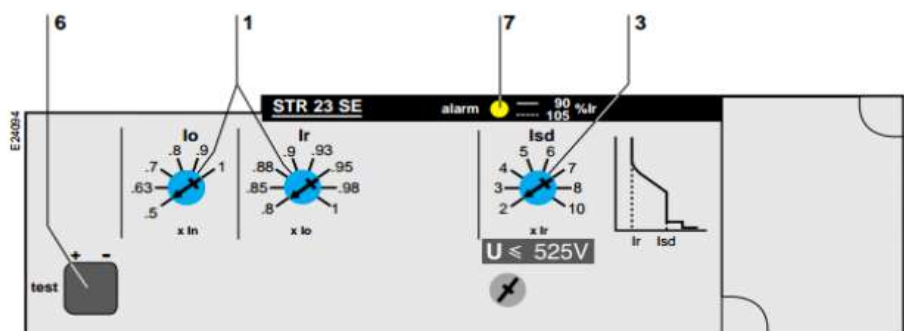 6 1 7 3
E24094
STR 23 SE alarm 90 %Ir
105
Io
.5 .63 .7 .8 .9 1
x In
Ir
.8 .85 .88 .9 .93 .95 .98 1
x Io
Isd
2 3 4 5 6 7 8 10
x Ir
Ir Isd
U ≤ 525V
+ -
test